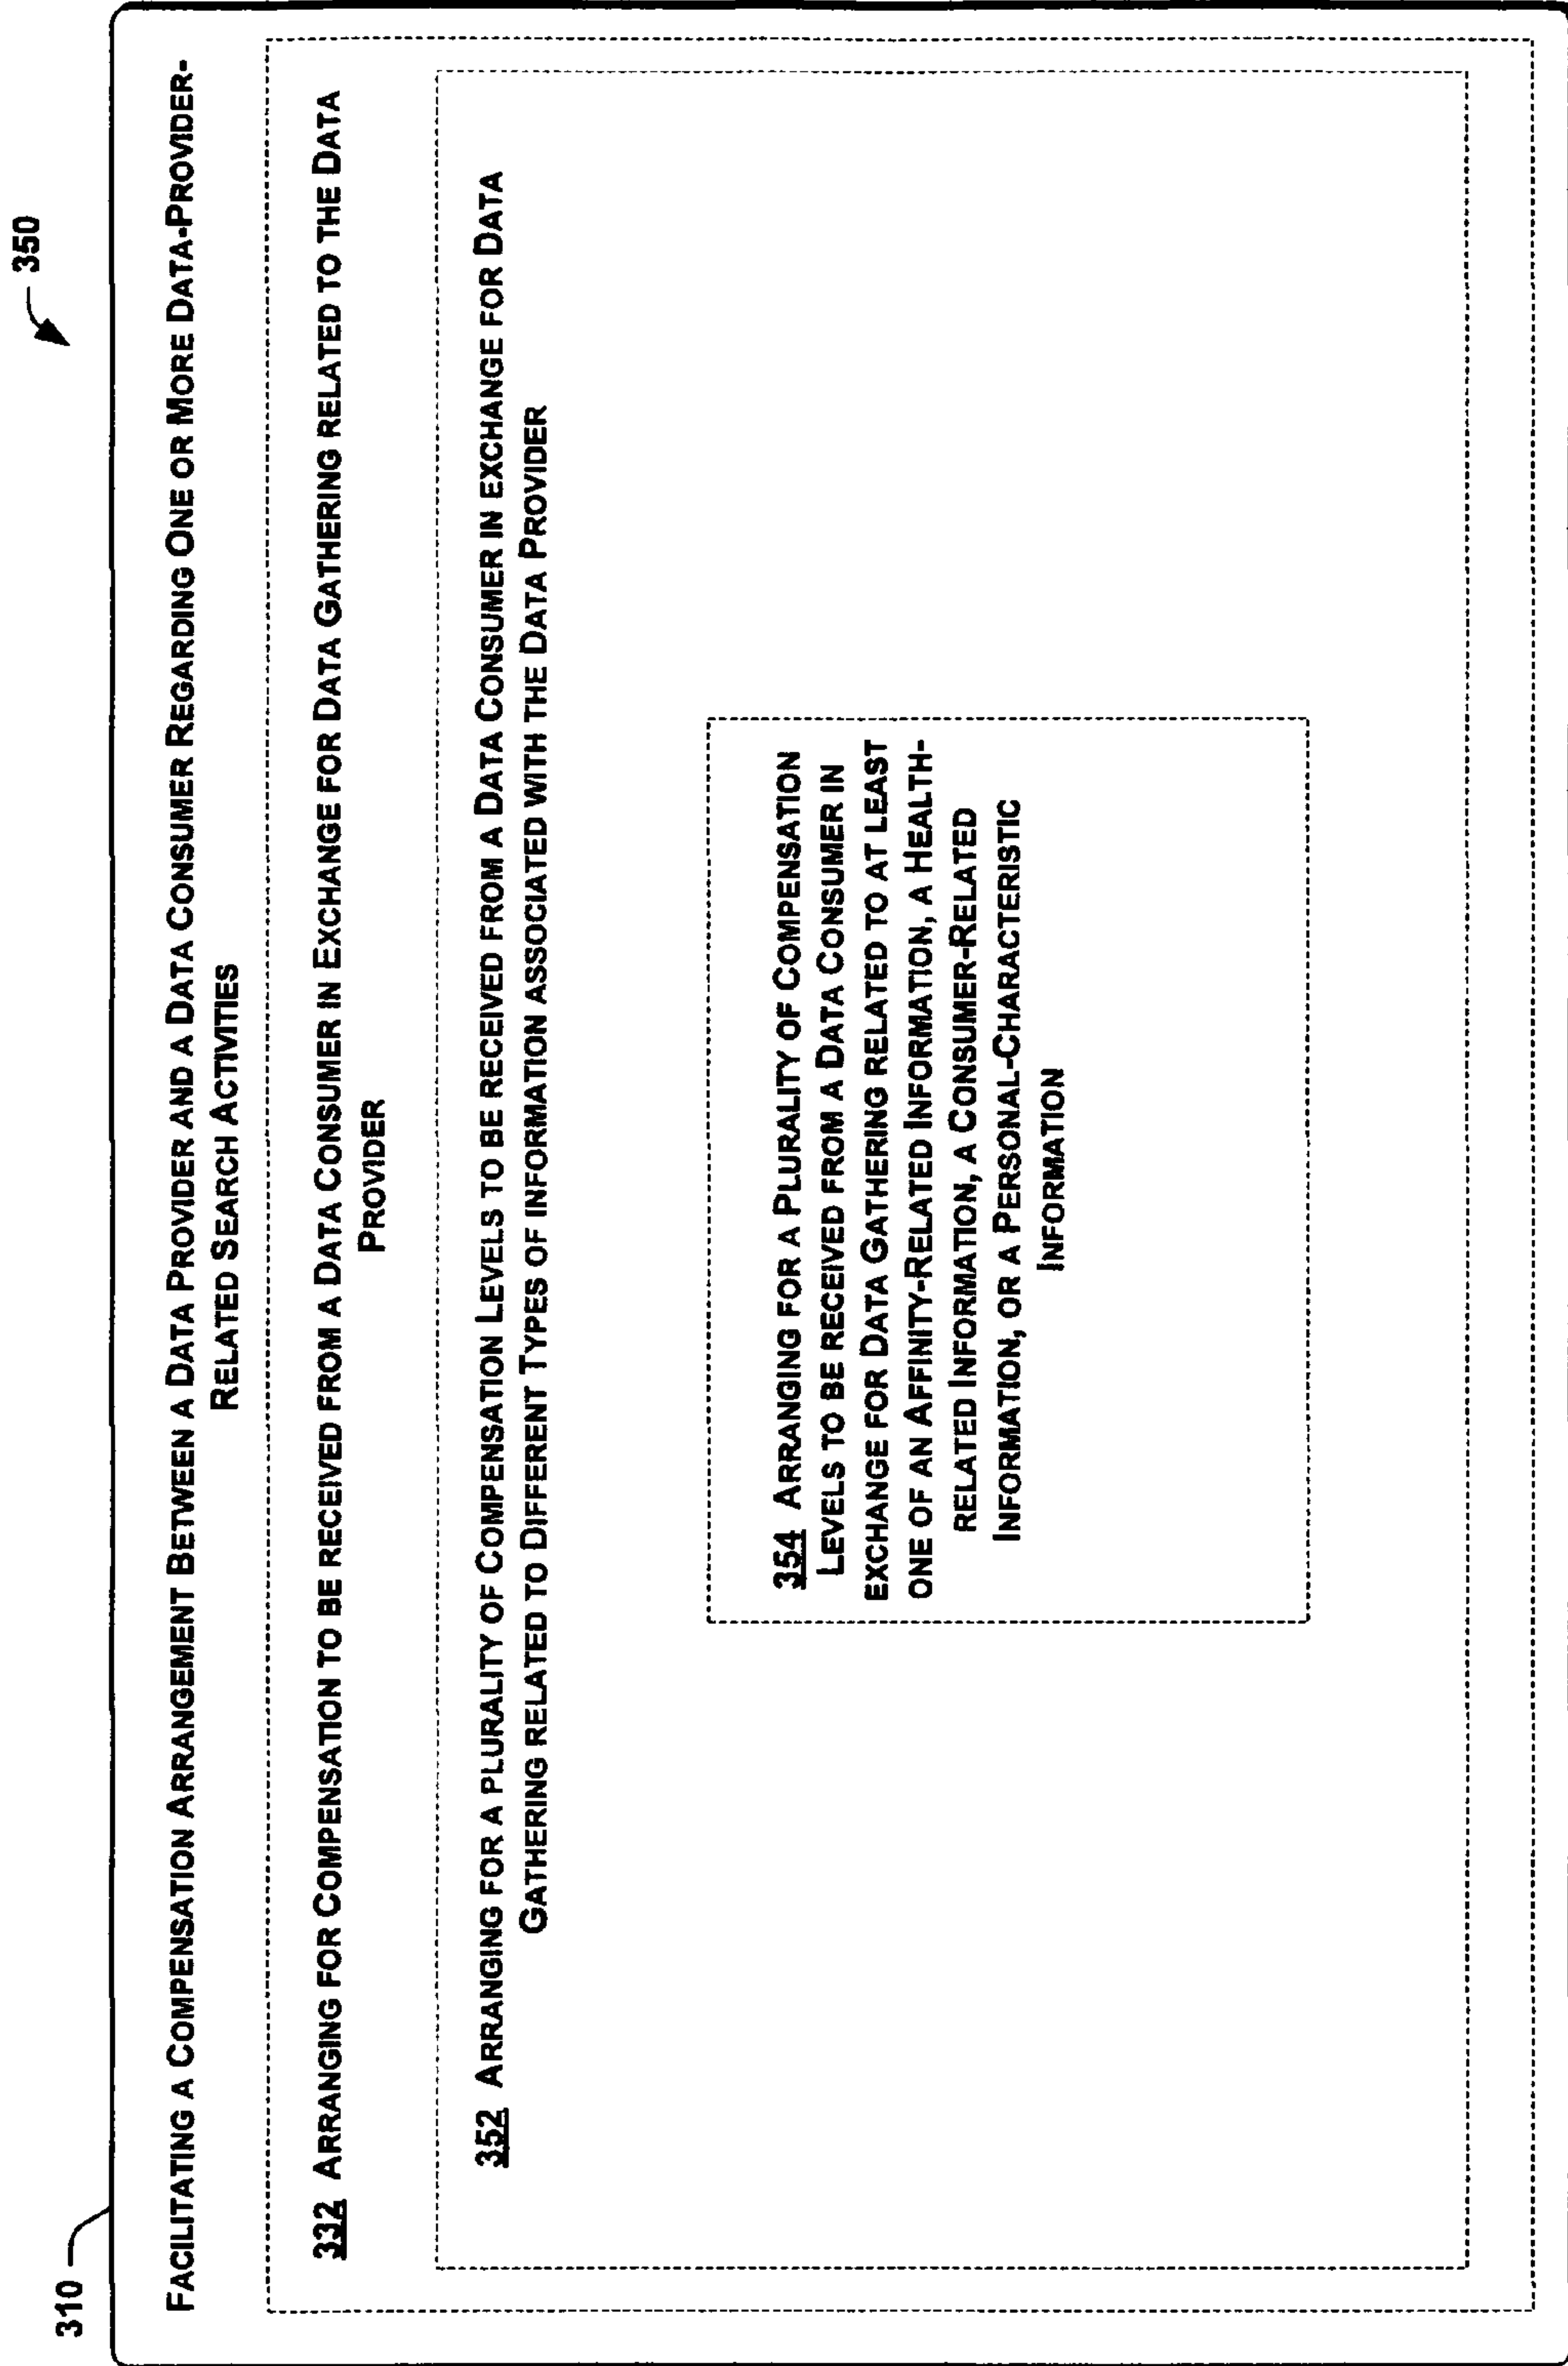 350
310
FACILITATING A COMPENSATION ARRANGEMENT BETWEEN A DATA PROVIDER AND A DATA CONSUMER REGARDING ONE OR MORE DATA-PROVIDER-
RELATED SEARCH ACTIVITIES
332 ARRANGING FOR COMPENSATION TO BE RECEIVED FROM A DATA CONSUMER IN EXCHANGE FOR DATA GATHERING RELATED TO THE DATA
PROVIDER
352 ARRANGING FOR A PLURALITY OF COMPENSATION LEVELS TO BE RECEIVED FROM A DATA CONSUMER IN EXCHANGE FOR DATA
GATHERING RELATED TO DIFFERENT TYPES OF INFORMATION ASSOCIATED WITH THE DATA PROVIDER
354 ARRANGING FOR A PLURALITY OF COMPENSATION
LEVELS TO BE RECEIVED FROM A DATA CONSUMER IN
EXCHANGE FOR DATA GATHERING RELATED TO AT LEAST
ONE OF AN AFFINITY-RELATED INFORMATION, A HEALTH-
RELATED INFORMATION, A CONSUMER-RELATED
INFORMATION, OR A PERSONAL-CHARACTERISTIC
INFORMATION